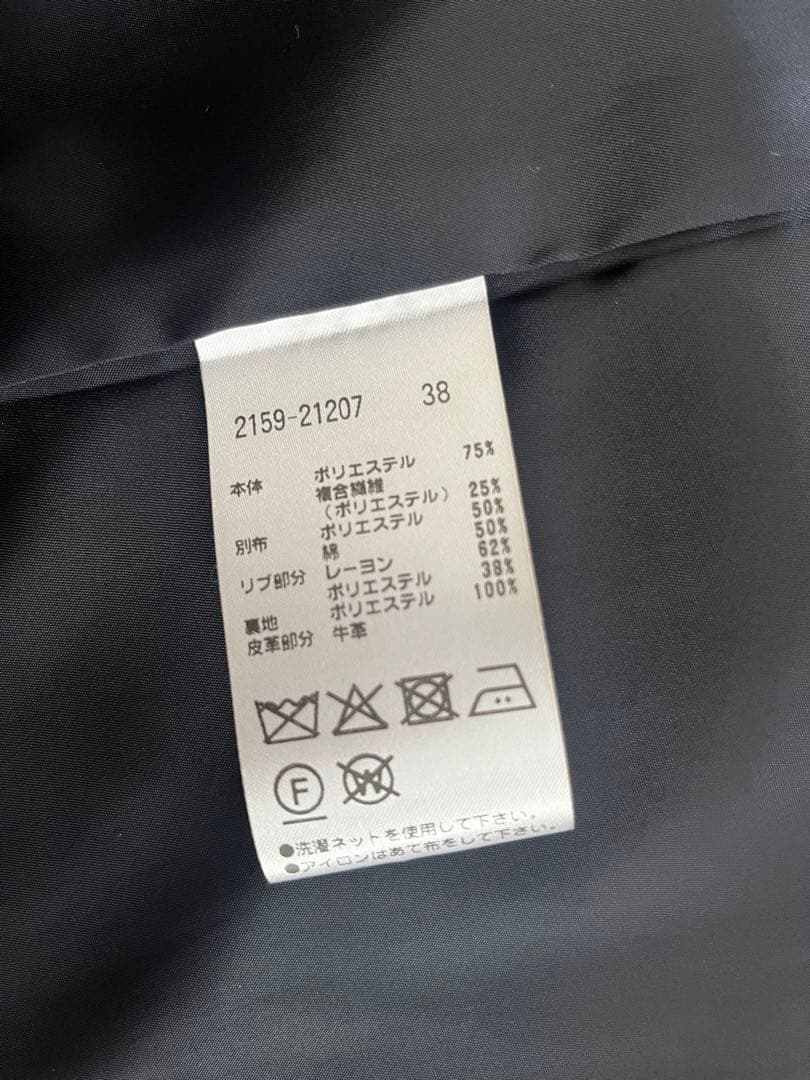 2159-21207 38
本体 ポリエステル 75%
複合繊維
(ポリエステル) 25%
別布 ポリエステル 50%
綿 50%
リブ部分 レーヨン 62%
ポリエステル 38%
裏地 ポリエステル 100%
皮革部分 牛革
F W
●洗濯ネットを使用して下さい。
●アイロンはあて布をして下さい。